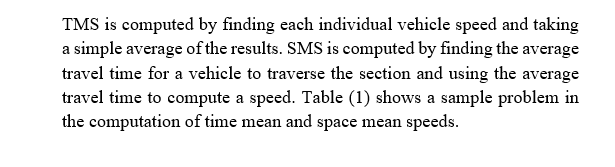 TMS is computed by finding each individual vehicle speed and taking
a simple average of the results. SMS is computed by finding the average
travel time for a vehicle to traverse the section and using the average
travel time to compute a speed. Table (1) shows a sample problem in
the computation of time mean and space mean speeds.